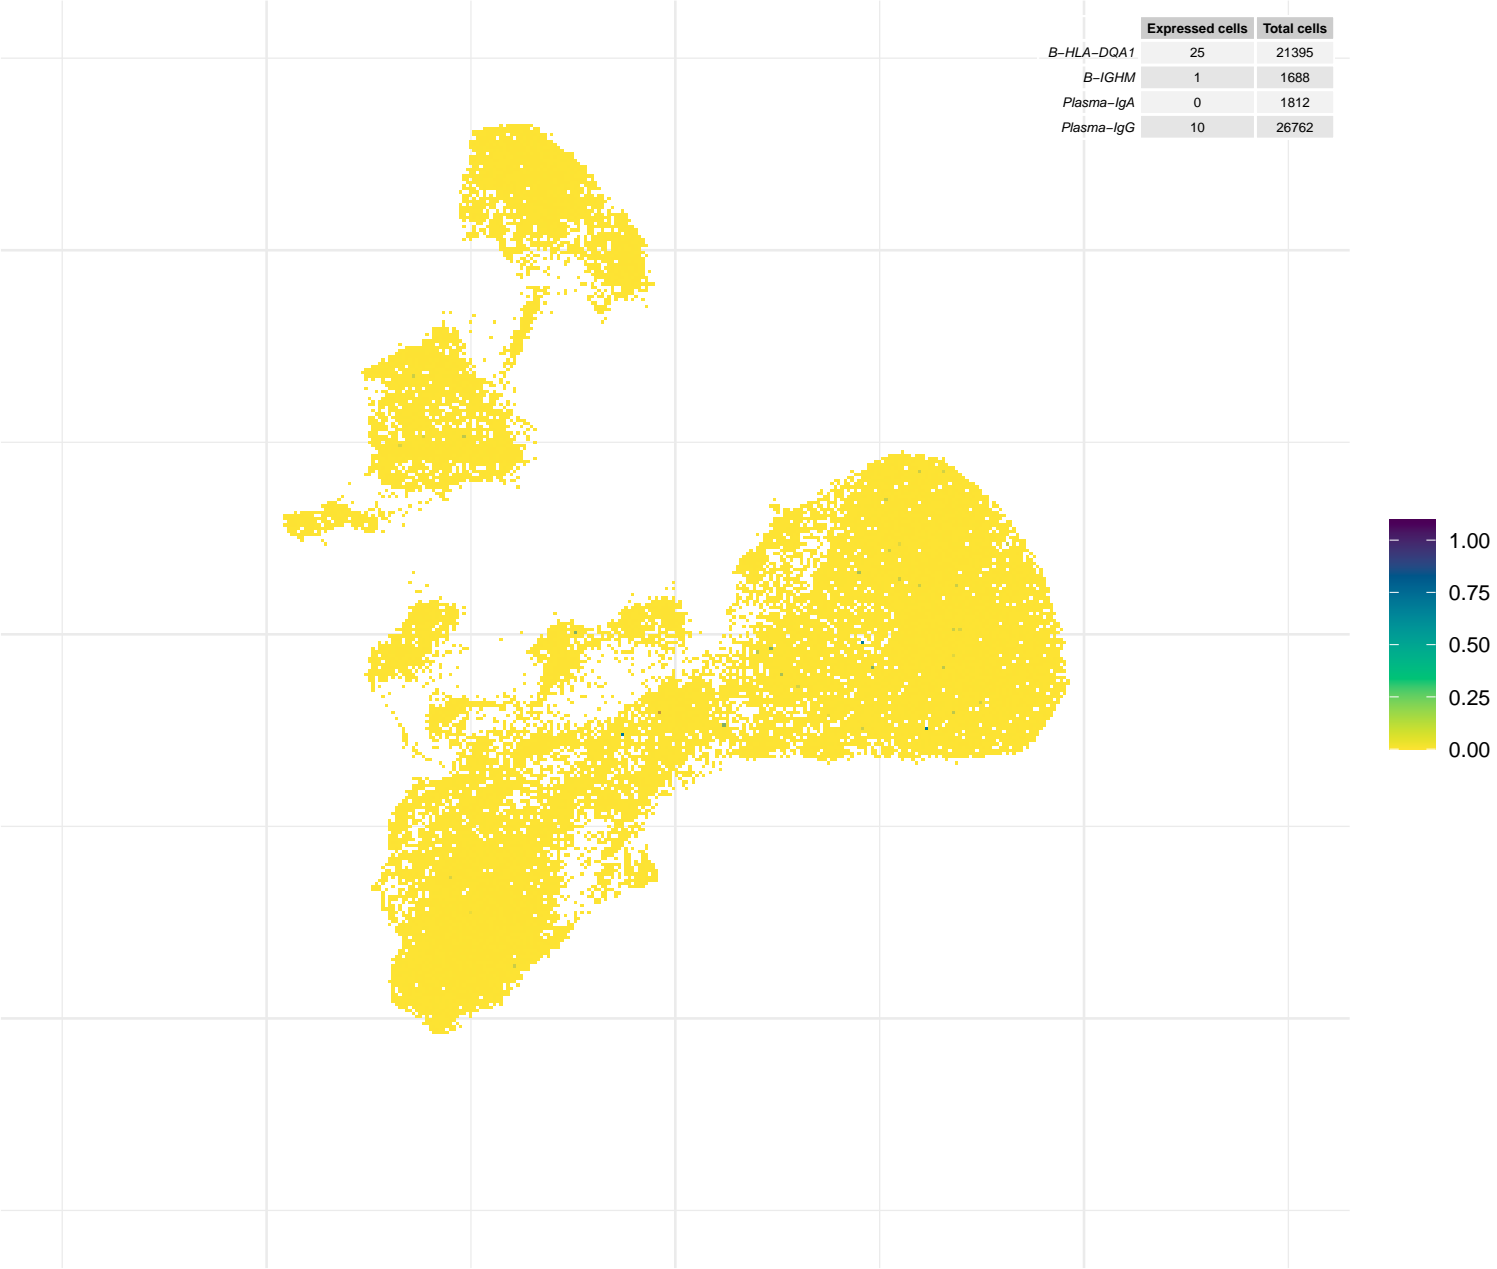 Expressed cells Total cells
B−HLA−DQA1 25 21395
B−IGHM 1 1688
Plasma−IgA 0 1812
Plasma−IgG 10 26762
1.00
0.75
0.50
0.25
0.00